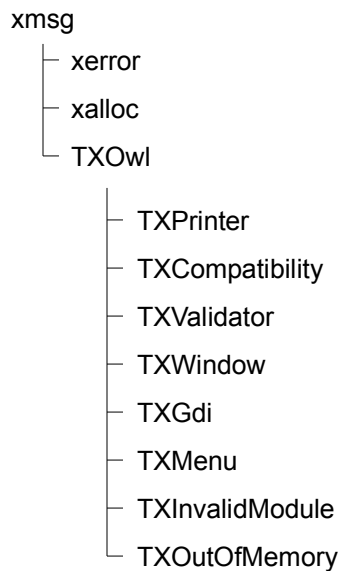 xmsg
xerror
xalloc
TXOwl
TXPrinter
TXCompatibility
TXValidator
TXWindow
TXGdi
TXMenu
TXInvalidModule
TXOutOfMemory